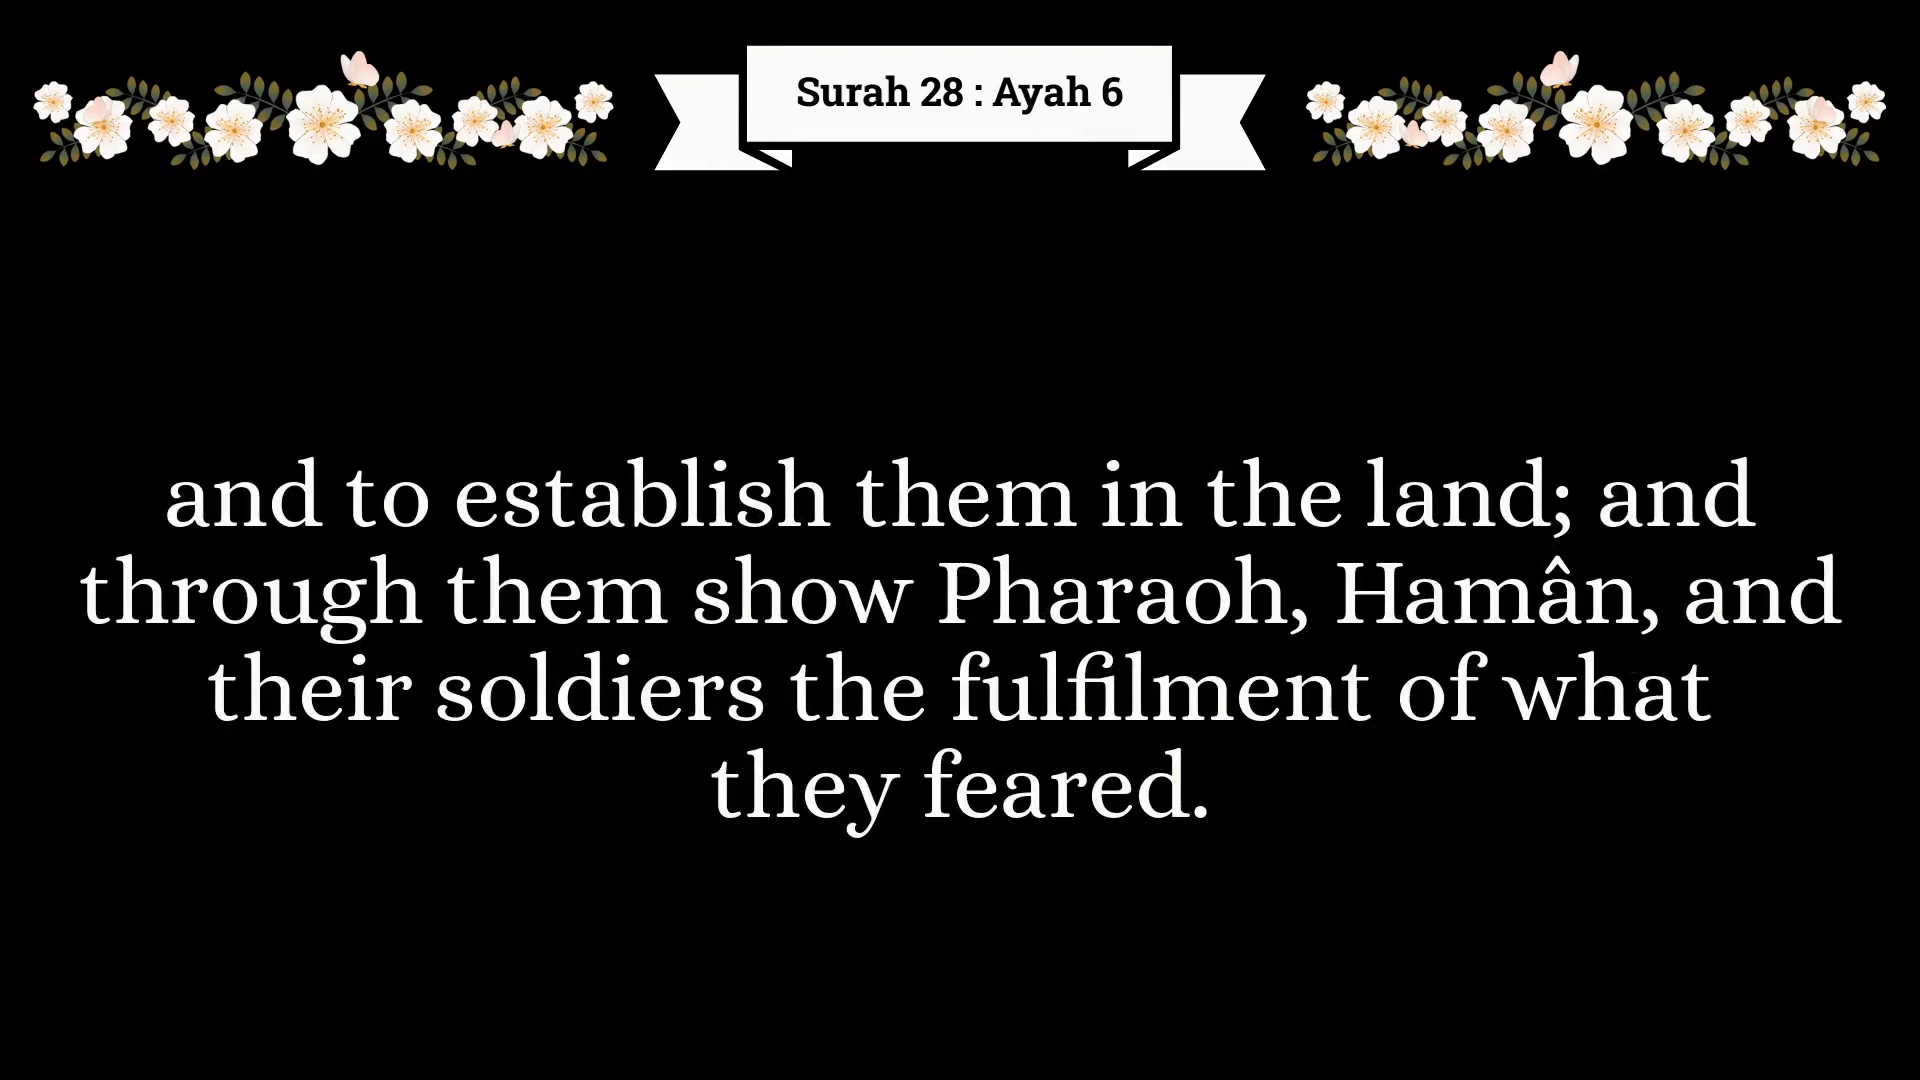 Surah 28 : Ayah 6
and to establish them in the land; and
through them show Pharaoh, Hamân, and
their soldiers the fulfilment of what
they feared.